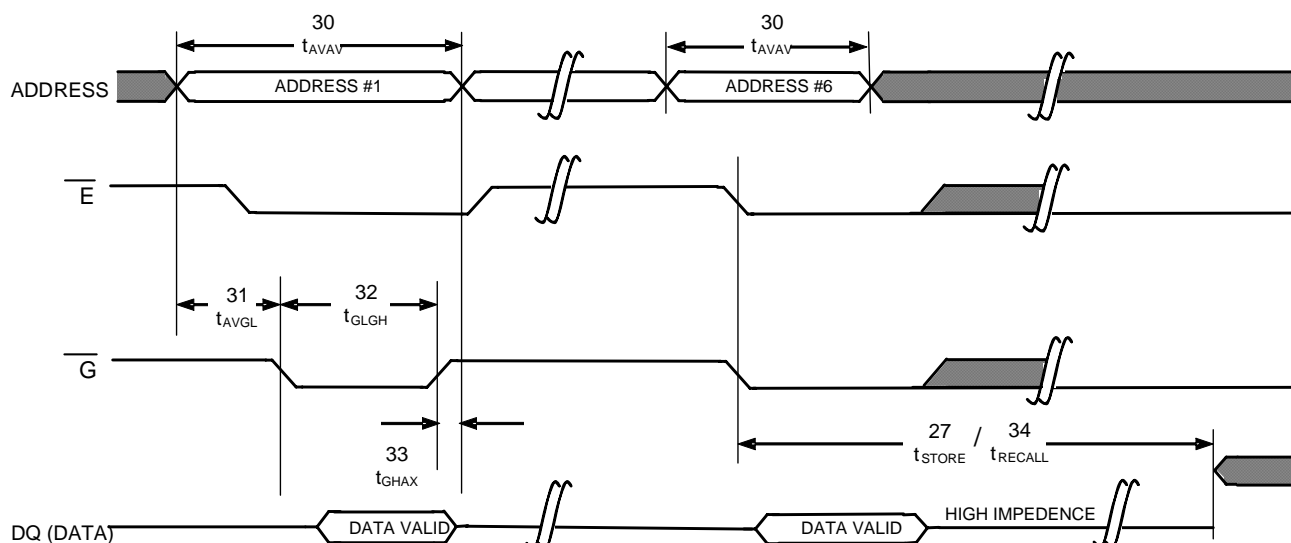 30
tAVAV
30
tAVAV
ADDRESS
ADDRESS #1
ADDRESS #6
E
31
tAVGL
32
tGLGH
G
33
tGHAX
27 / 34
tSTORE tRECALL
DQ (DATA)
DATA VALID
DATA VALID
HIGH IMPEDENCE